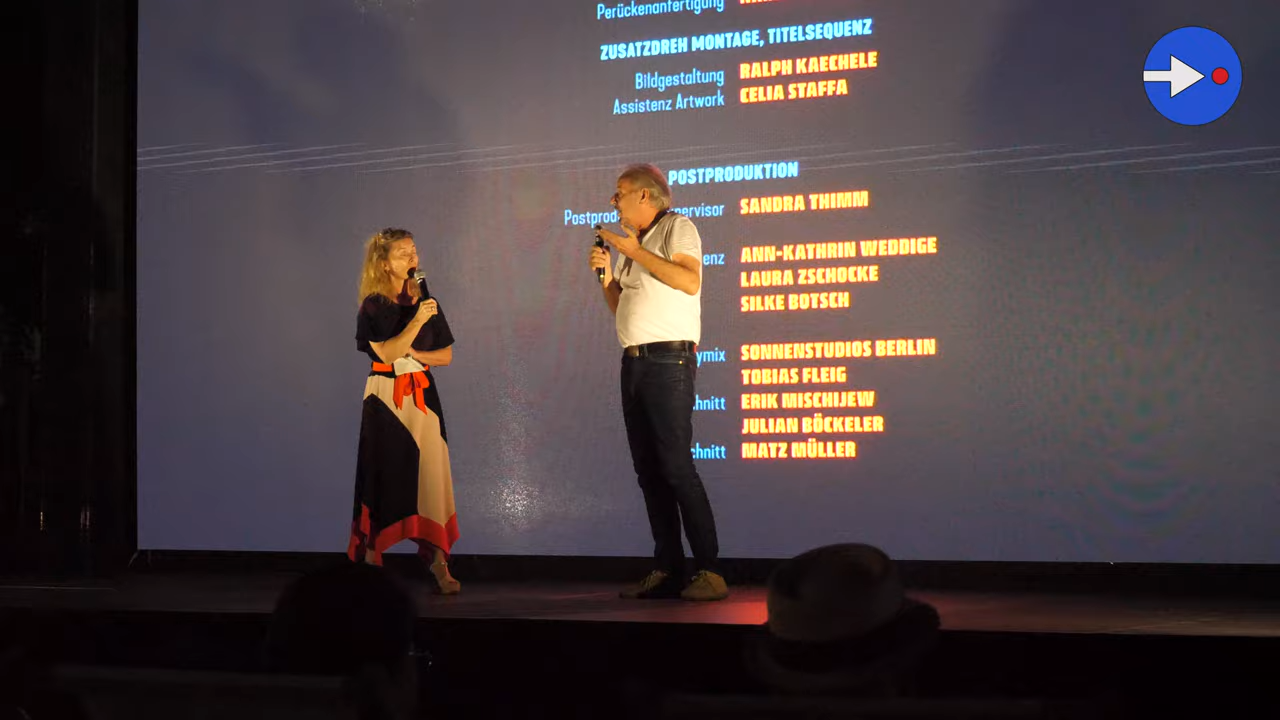 Perückenanfertigung
ZUSATZDREH MONTAGE, TITELSEQUENZ
Bildgestaltung RALPH KAECHELE
Assistenz Artwork CELIA STAFFA
POSTPRODUKTION
SANDRA THIMM
ANN-KATHRIN WEDDIGE
LAURA ZSCHOCKE
SILKE BOTSCH
SONNENSTUDIOS BERLIN
TOBIAS FLEIG
ERIK MISCHIJEW
JULIAN BÖCKELER
MATZ MÜLLER